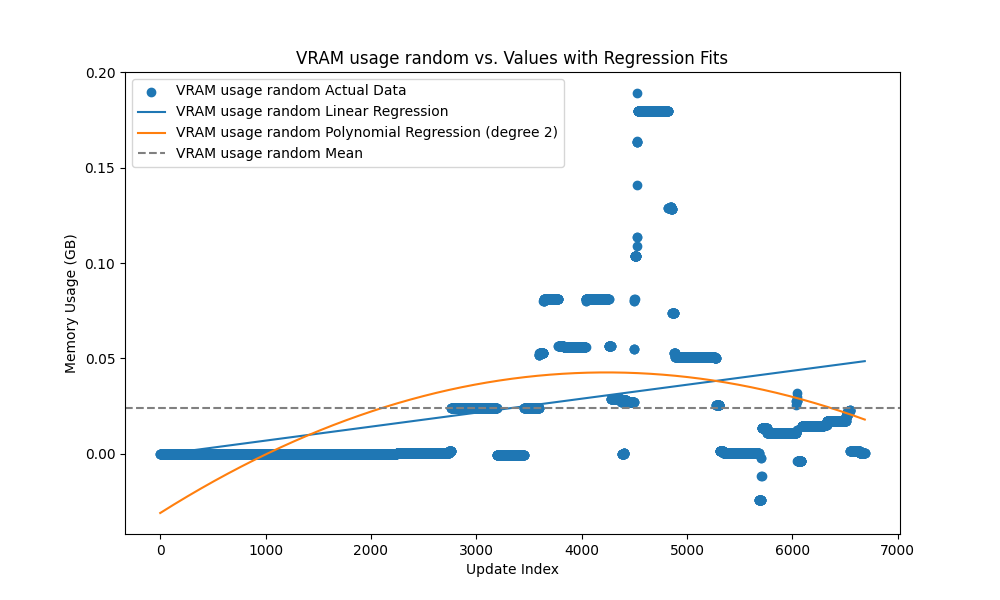 VRAM usage random vs. Values with Regression Fits
VRAM usage random Actual Data
VRAM usage random Linear Regression
VRAM usage random Polynomial Regression (degree 2)
VRAM usage random Mean
Memory Usage (GB)
0.20
0.15
0.10
0.05
0.00
0 1000 2000 3000 4000 5000 6000 7000
Update Index